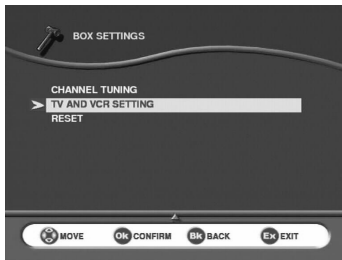 BOX SETTINGS
CHANNEL TUNING
TV AND VCR SETTING
RESET
MOVE Ok CONFIRM Bk BACK Ex EXIT